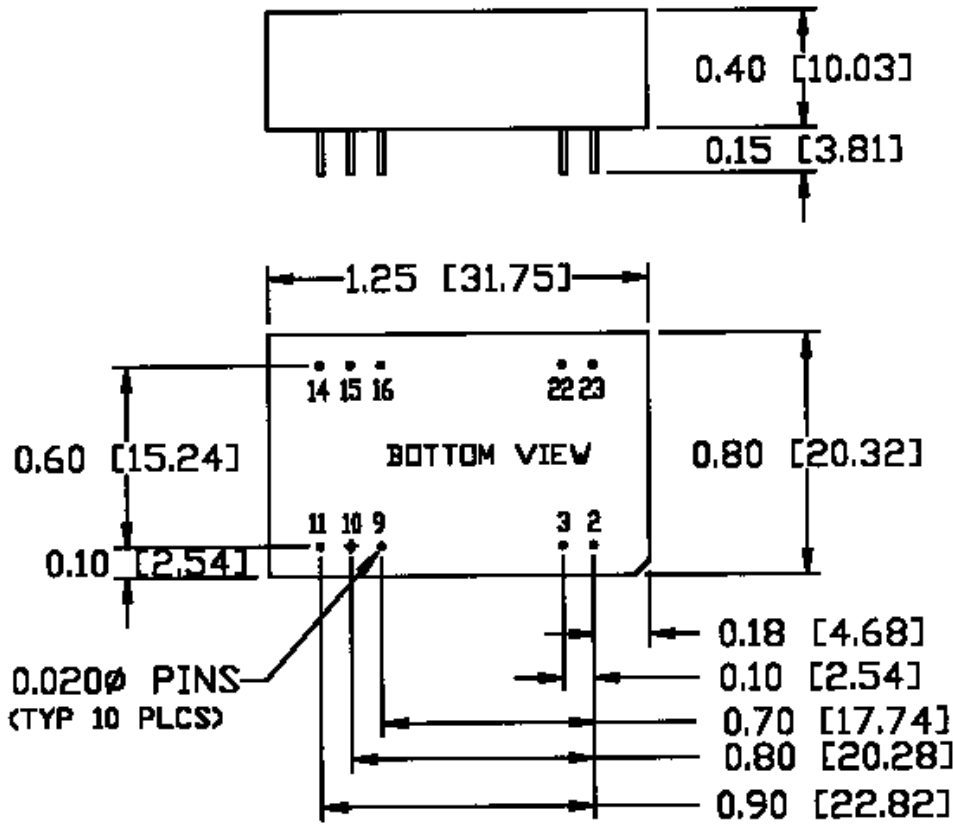 0.40 [10.03]
0.15 [3.81]
1.25 [31.75]
14 15 16 22 23
0.60 [15.24]
BOTTOM VIEW
0.80 [20.32]
11 10 9 3 2
0.10 [2.54]
0.18 [4.68]
0.020ø PINS
(TYP 10 PLCS)
0.10 [2.54]
0.70 [17.74]
0.80 [20.28]
0.90 [22.82]